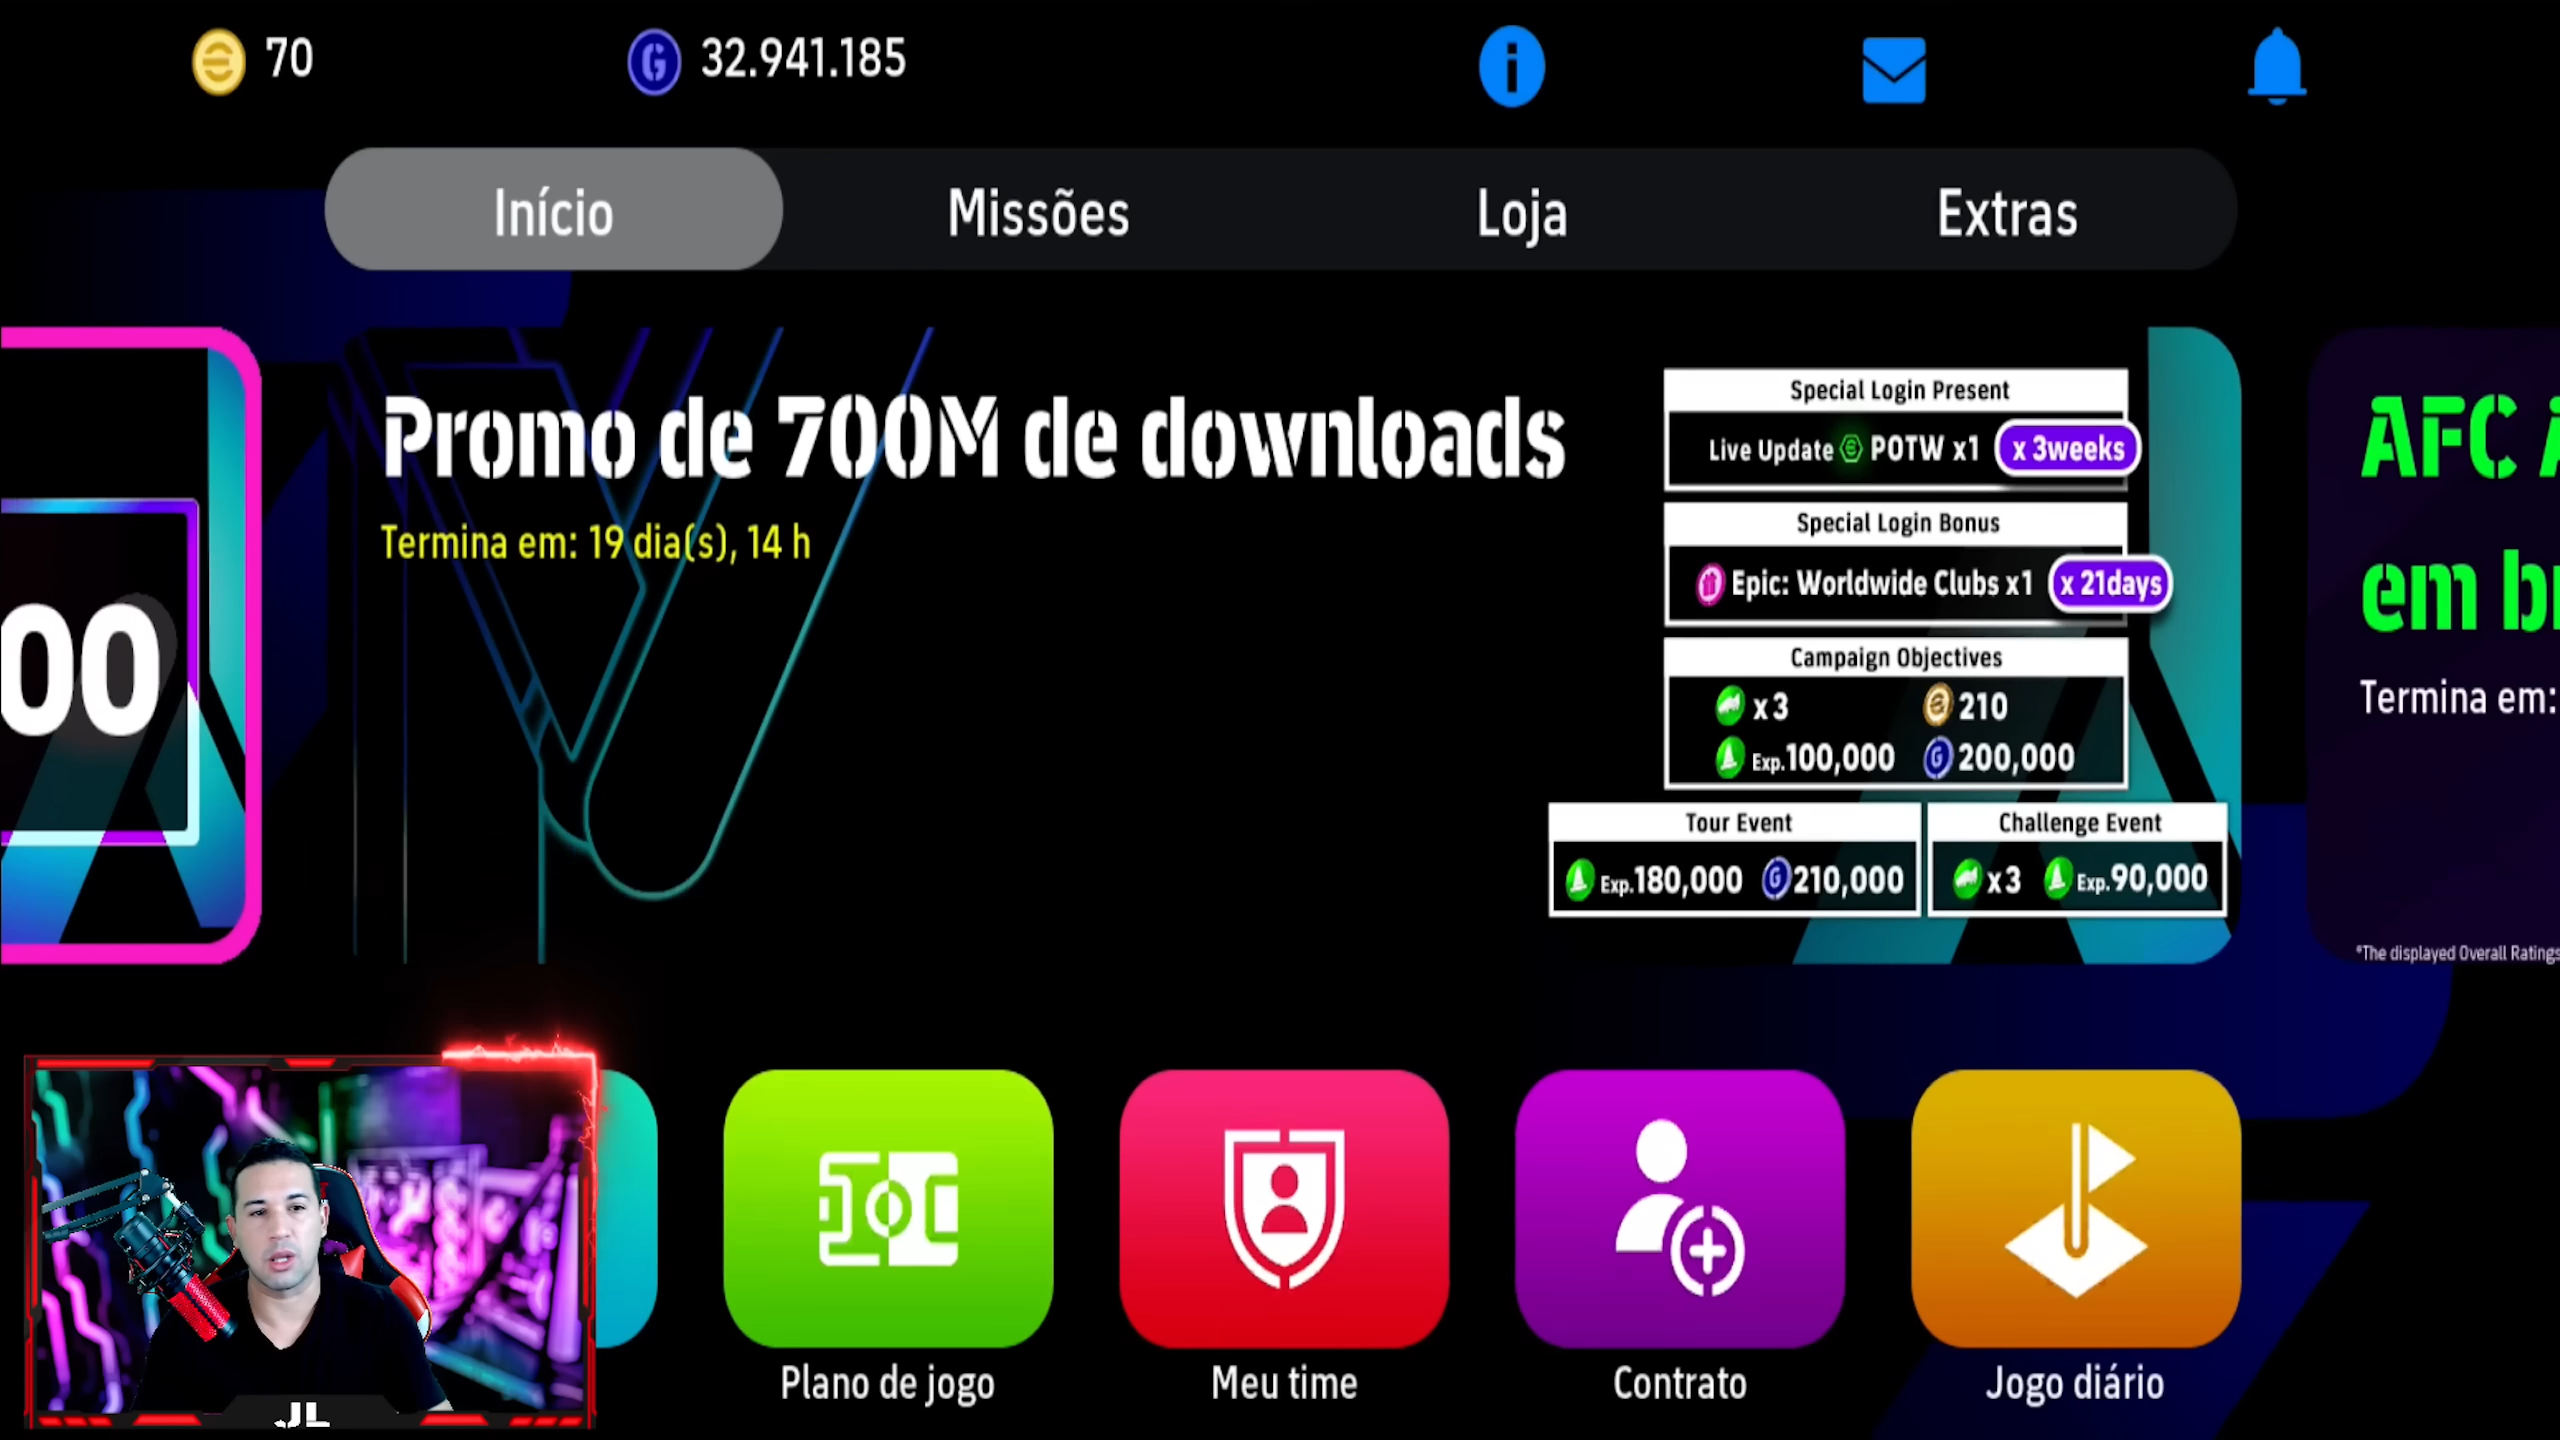 70
32.941.185
Início
Missões
Loja
Extras
00
Promo de 700M de downloads
Termina em: 19 dia(s), 14 h
Special Login Present
Live Update POTW x1 x 3weeks
Special Login Bonus
Epic: Worldwide Clubs x1 x 21days
Campaign Objectives
x3 210
Exp.100,000 G 200,000
Tour Event
Exp.180,000 G 210,000
Challenge Event
x3 Exp.90,000
AFC
em
Termina em:
*The displayed Overall Ratings
JL
Plano de jogo
Meu time
Contrato
Jogo diário